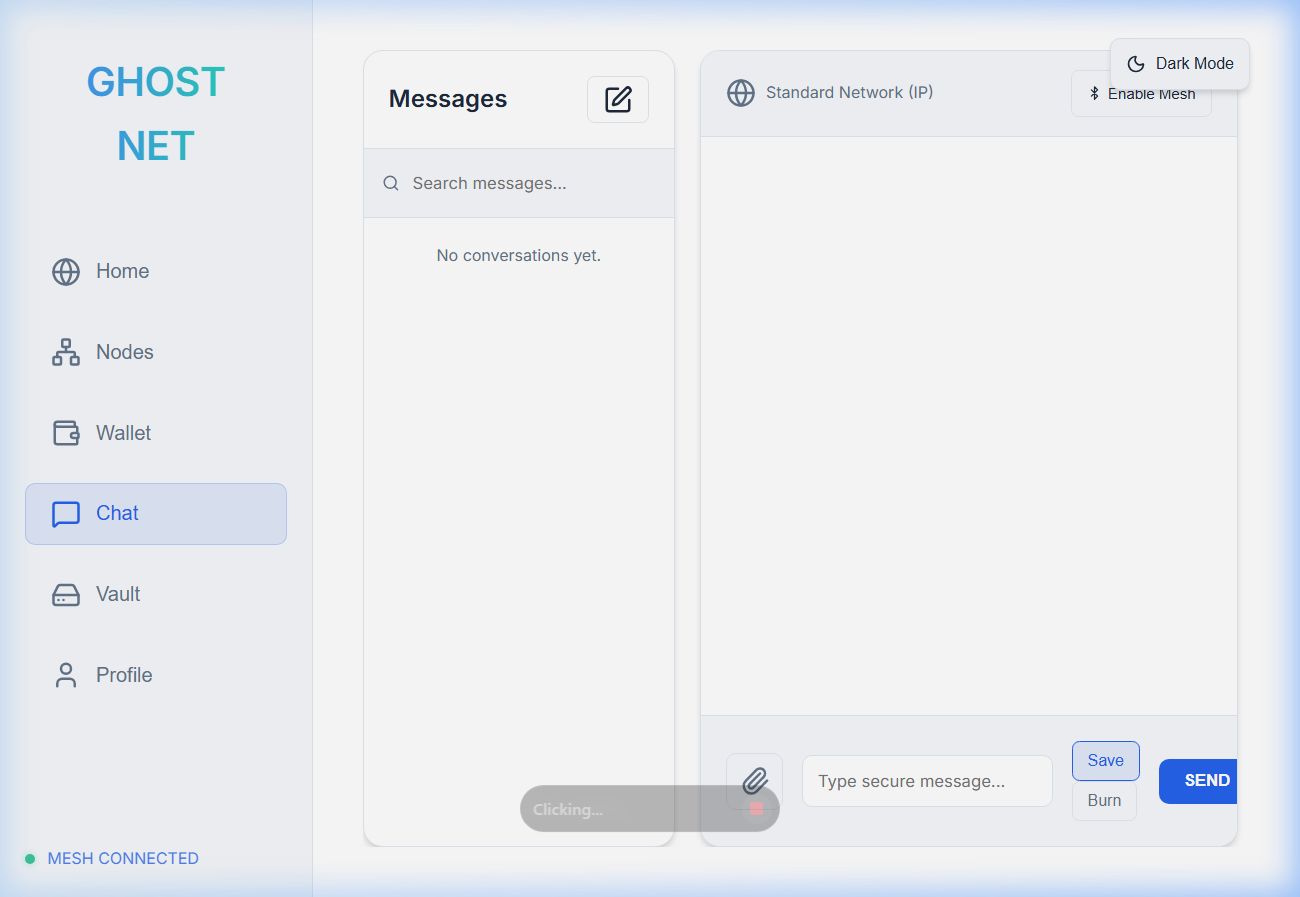 GHOST
NET
Home
Nodes
Wallet
Chat
Vault
Profile
MESH CONNECTED
Messages
Search messages...
No conversations yet.
Standard Network (IP)
Enable Mesh
Dark Mode
Type secure message...
Save
Burn
SEND
Clicking...